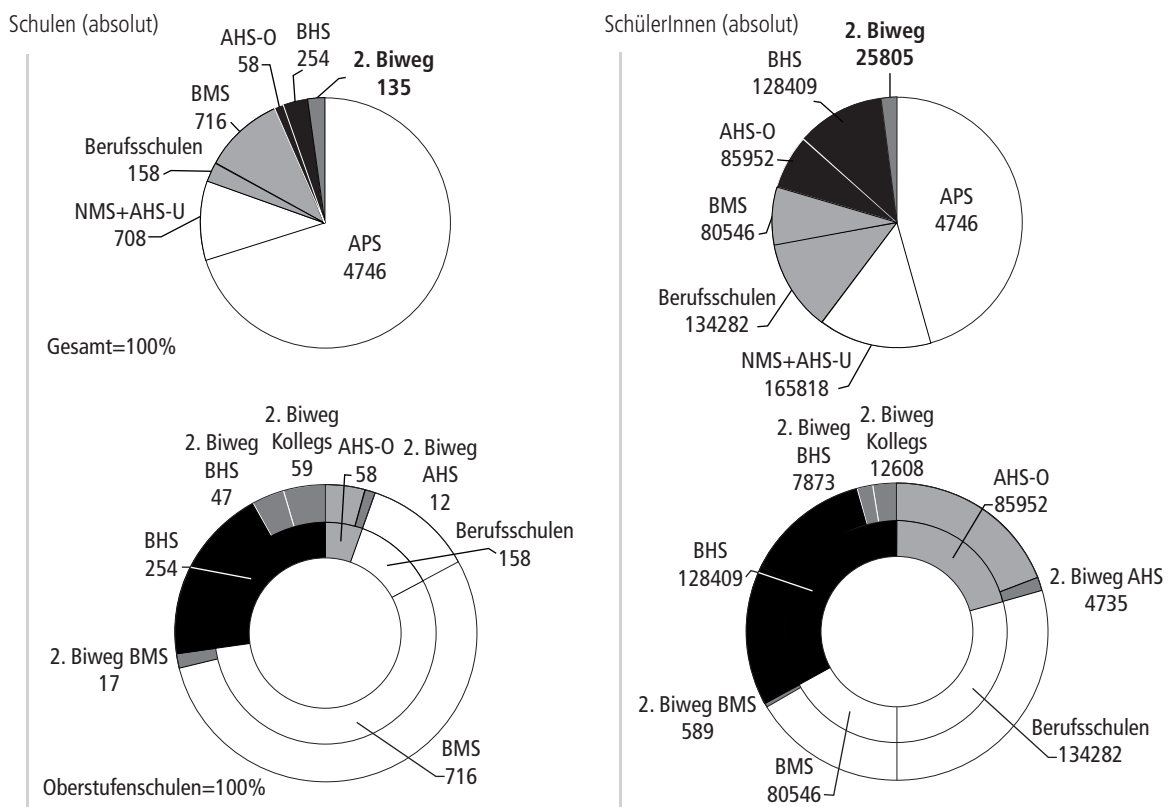 Schulen (absolut)
AHS-O
58
BHS
254
2. Biweg
135
BMS
716
Berufsschulen
158
NMS+AHS-U
708
APS
4746
Gesamt=100%
SchülerInnen (absolut)
2. Biweg
25805
BHS
128409
AHS-O
85952
BMS
80546
APS
4746
Berufsschulen
134282
NMS+AHS-U
165818
2. Biweg
Kollegs
59
2. Biweg
BHS
47
AHS-O
58
2. Biweg
AHS
12
Berufsschulen
158
BHS
254
2. Biweg BMS
17
BMS
716
Oberstufenschulen=100%
2. Biweg
Kollegs
12608
2. Biweg
BHS
7873
AHS-O
85952
BHS
128409
2. Biweg AHS
4735
2. Biweg BMS
589
Berufsschulen
134282
BMS
80546